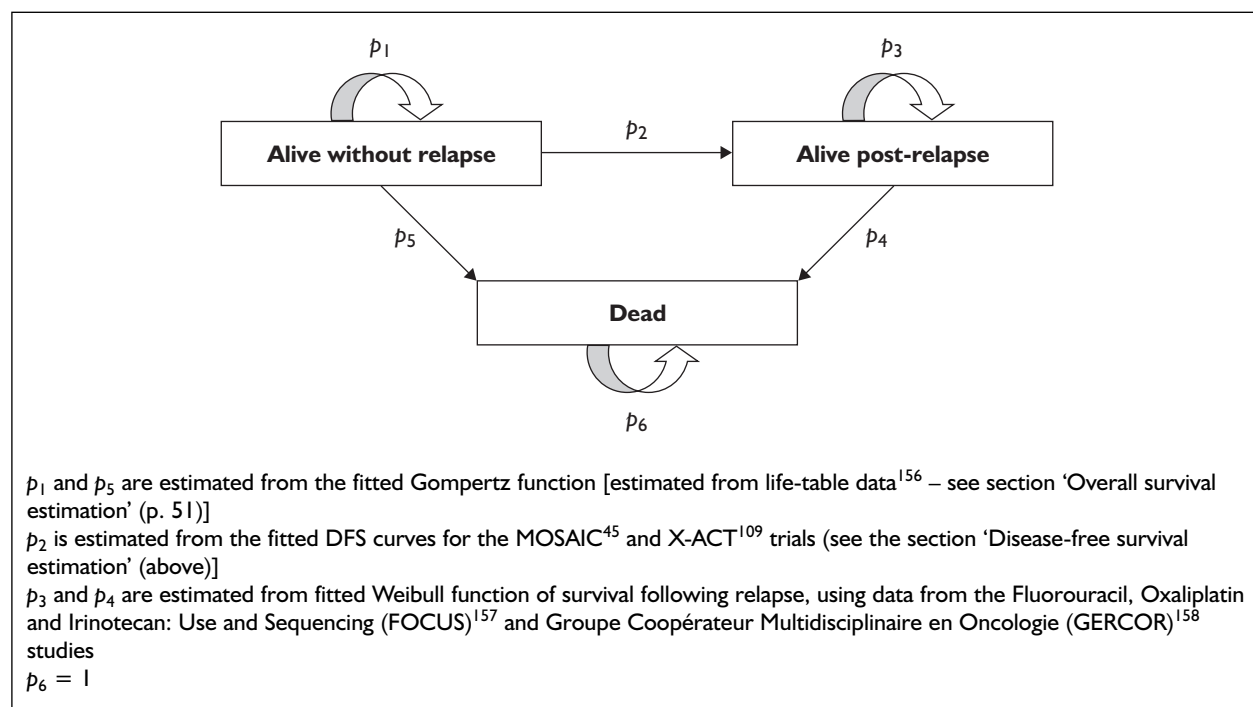 p1
p3
Alive without relapse
p2
Alive post-relapse
p5
p4
Dead
p6
p1 and p5 are estimated from the fitted Gompertz function [estimated from life-table data156 – see section ‘Overall survival
estimation’ (p. 51)]
p2 is estimated from the fitted DFS curves for the MOSAIC45 and X-ACT109 trials (see the section ‘Disease-free survival
estimation’ (above)]
p3 and p4 are estimated from fitted Weibull function of survival following relapse, using data from the Fluorouracil, Oxaliplatin
and Irinotecan: Use and Sequencing (FOCUS)157 and Groupe Coopérateur Multidisciplinaire en Oncologie (GERCOR)158
studies
p6 = 1